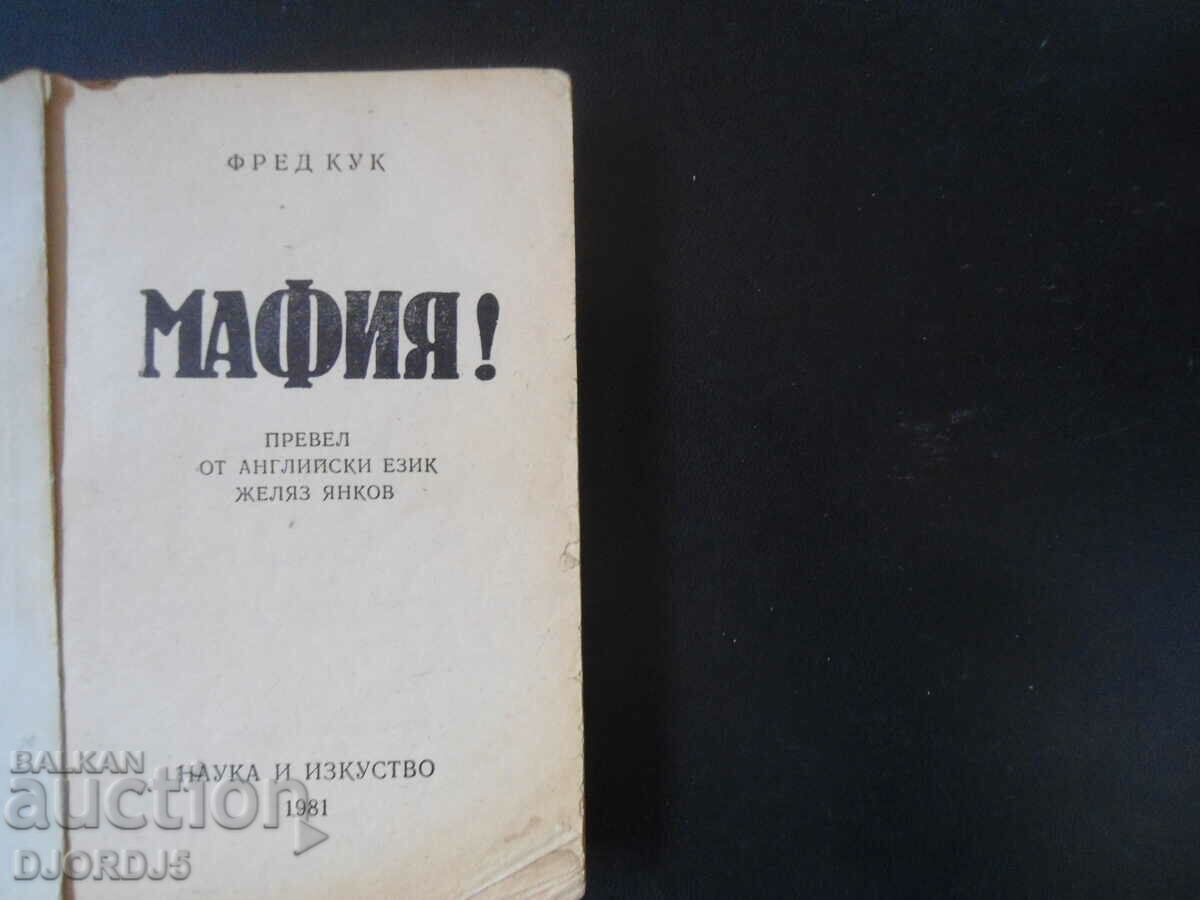 ФРЕД КУК
МАФИЯ!
ПРЕВЕЛ
ОТ АНГЛИЙСКИ ЕЗИК
ЖЕЛЯЗ ЯНКОВ
НАУКА И ИЗКУСТВО
1981
BALKAN
auction
DJORDJ5